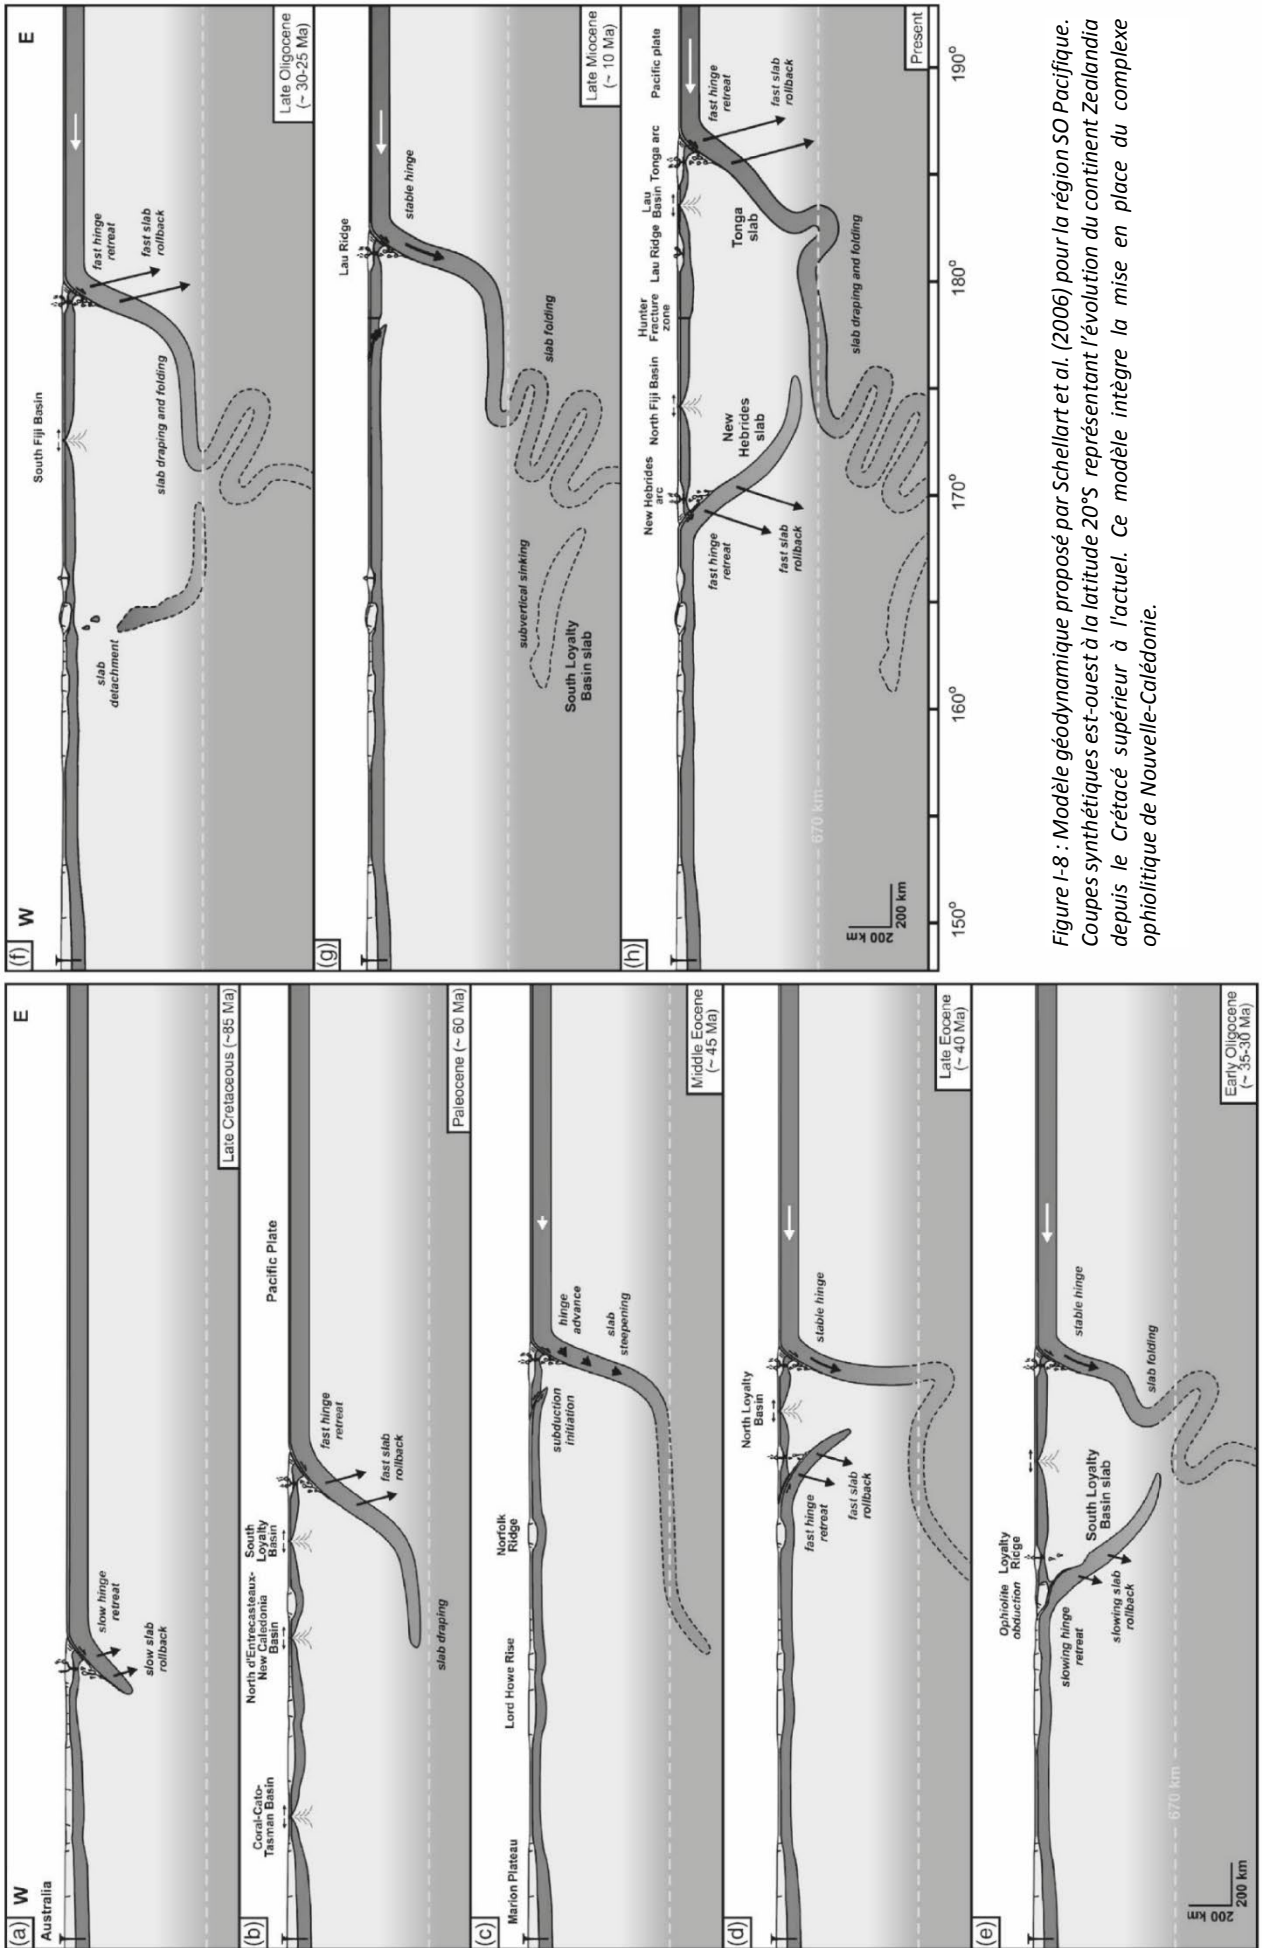 (a)
W
E
Australia
slow hinge
retreat
slow slab
rollback
Late Cretaceous (~85 Ma)
(b)
Coral-Cato-
Tasman Basin
North d'Entrecasteaux-
New Caledonia
Basin
South
Loyalty
Basin
Pacific Plate
fast hinge
retreat
fast slab
rollback
slab draping
Paleocene (~ 60 Ma)
(c)
Marion Plateau
Lord Howe Rise
Norfolk
Ridge
subduction
initiation
hinge
advance
slab
steepening
Middle Eocene
(~ 45 Ma)
(d)
North Loyalty
Basin
stable hinge
fast hinge
retreat
fast slab
rollback
Late Eocene
(~ 40 Ma)
(e)
Ophiolite
obduction
Loyalty
Ridge
stable hinge
South Loyalty
Basin slab
slab folding
slowing hinge
retreat
slowing slab
rollback
670 km
200 km
200 km
Early Oligocene
(~ 35-30 Ma)
(f)
W
E
South Fiji Basin
fast hinge
retreat
fast slab
rollback
slab
detachment
slab draping and folding
Late Oligocene
(~ 30-25 Ma)
(g)
Lau Ridge
stable hinge
subvertical sinking
slab folding
South Loyalty
Basin slab
Late Miocene
(~ 10 Ma)
(h)
New Hebrides
arc
North Fiji Basin
Hunter
Fracture
zone
Lau Ridge
Lau
Basin
Tonga arc
Pacific plate
fast hinge
retreat
fast slab
rollback
New
Hebrides
slab
Tonga
slab
fast hinge
retreat
fast slab
rollback
slab draping and folding
670 km
200 km
200 km
Present
150°
160°
170°
180°
190°
Figure I-8 : Modèle géodynamique proposé par Schellart et al. (2006) pour la région SO Pacifique.
Coupes synthétiques est-ouest à la latitude 20°S représentant l'évolution du continent Zealandia
depuis le Crétacé supérieur à l'actuel. Ce modèle intègre la mise en place du complexe
ophiolitique de Nouvelle-Calédonie.